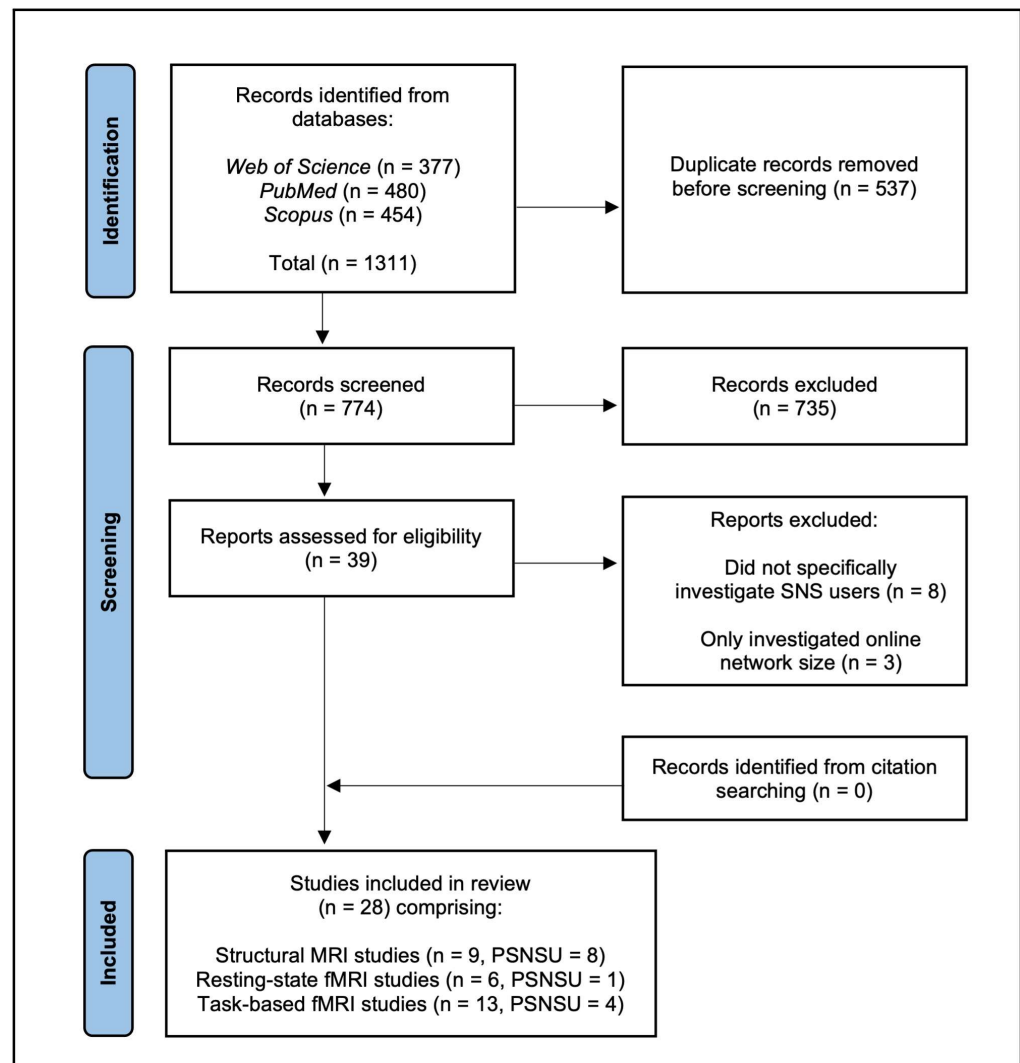 Identification
Records identified from
databases:
Web of Science (n = 377)
PubMed (n = 480)
Scopus (n = 454)
Total (n = 1311)
Duplicate records removed
before screening (n = 537)
Screening
Records screened
(n = 774)
Records excluded
(n = 735)
Reports assessed for eligibility
(n = 39)
Reports excluded:
Did not specifically
investigate SNS users (n = 8)
Only investigated online
network size (n = 3)
Records identified from citation
searching (n = 0)
Included
Studies included in review
(n = 28) comprising:
Structural MRI studies (n = 9, PSNSU = 8)
Resting-state fMRI studies (n = 6, PSNSU = 1)
Task-based fMRI studies (n = 13, PSNSU = 4)